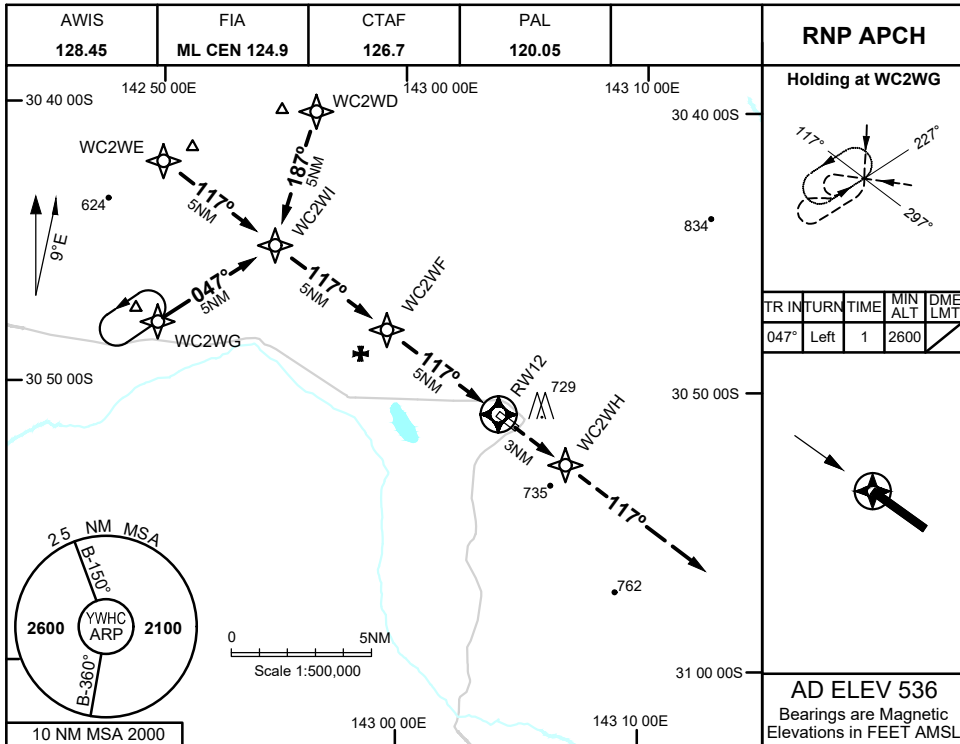 AWIS
128.45
FIA
ML CEN 124.9
CTAF
126.7
PAL
120.05
RNP APCH
142 50 00E
143 00 00E
143 10 00E
30 40 00S
30 40 00S
WC2WD
WC2WE
187°
5NM
117°
5NM
WC2WI
624
834
9°E
047°
5NM
117°
5NM
WC2WF
WC2WG
117°
5NM
RW12
729
30 50 00S
30 50 00S
3NM
WC2WH
735
117°
762
25 NM MSA
B-150°
2600
YWHC
ARP
2100
B-360°
10 NM MSA 2000
0
5NM
Scale 1:500,000
31 00 00S
143 00 00E
143 10 00E
Holding at WC2WG
117°
227°
297°
TR IN TURN TIME MIN ALT DME LMT
047° Left 1 2600
AD ELEV 536
Bearings are Magnetic
Elevations in FEET AMSL